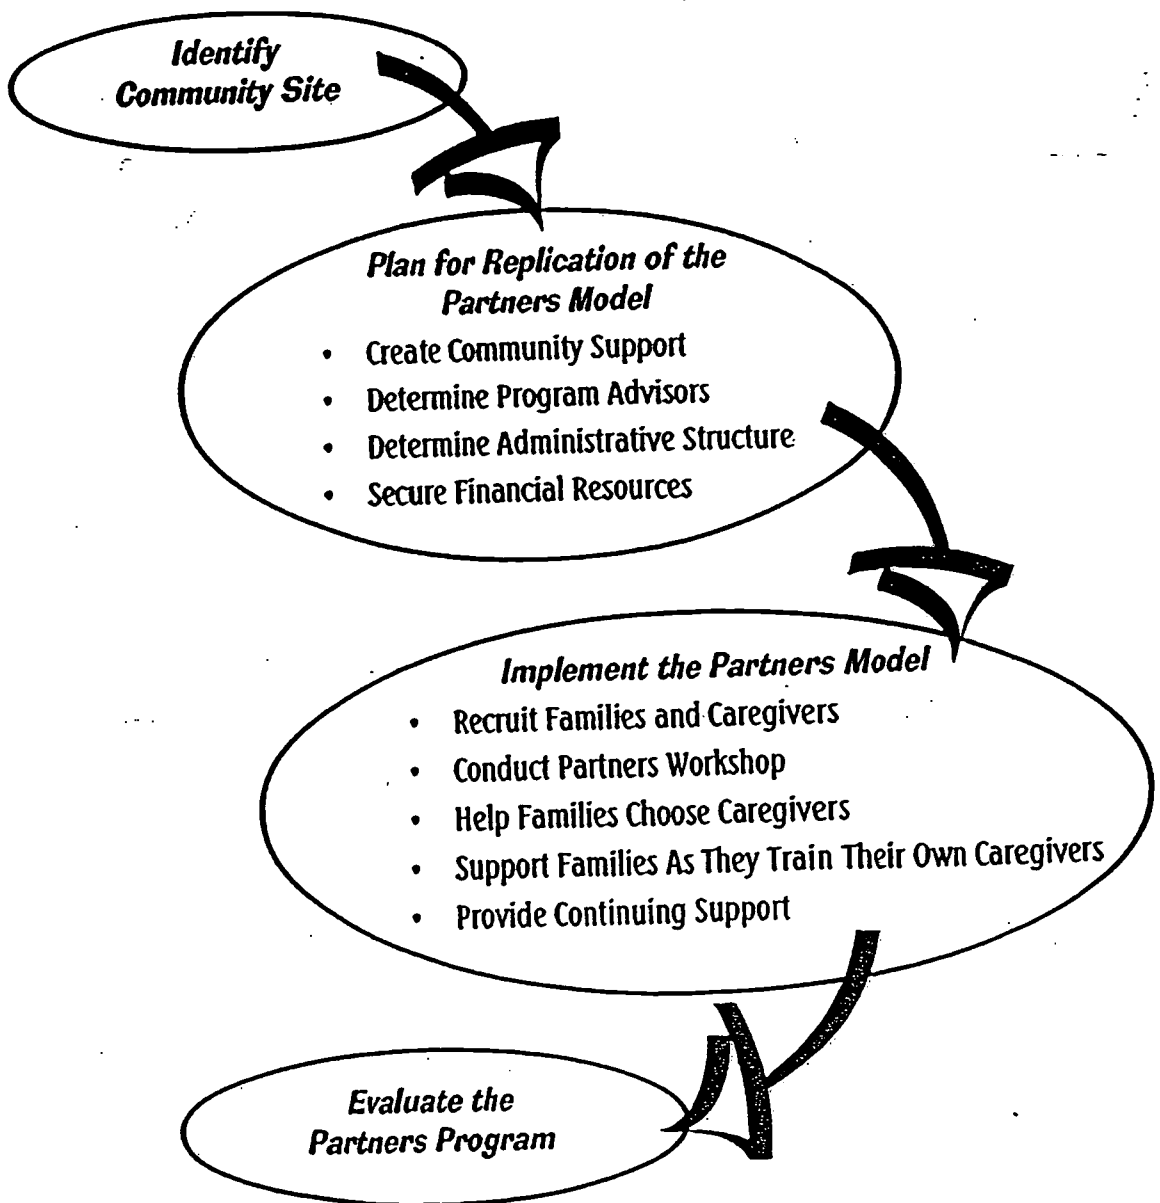 Identify
Community Site
Plan for Replication of the
Partners Model
• Create Community Support
• Determine Program Advisors
• Determine Administrative Structure
• Secure Financial Resources
Implement the Partners Model
• Recruit Families and Caregivers
• Conduct Partners Workshop
• Help Families Choose Caregivers
• Support Families As They Train Their Own Caregivers
• Provide Continuing Support
Evaluate the
Partners Program